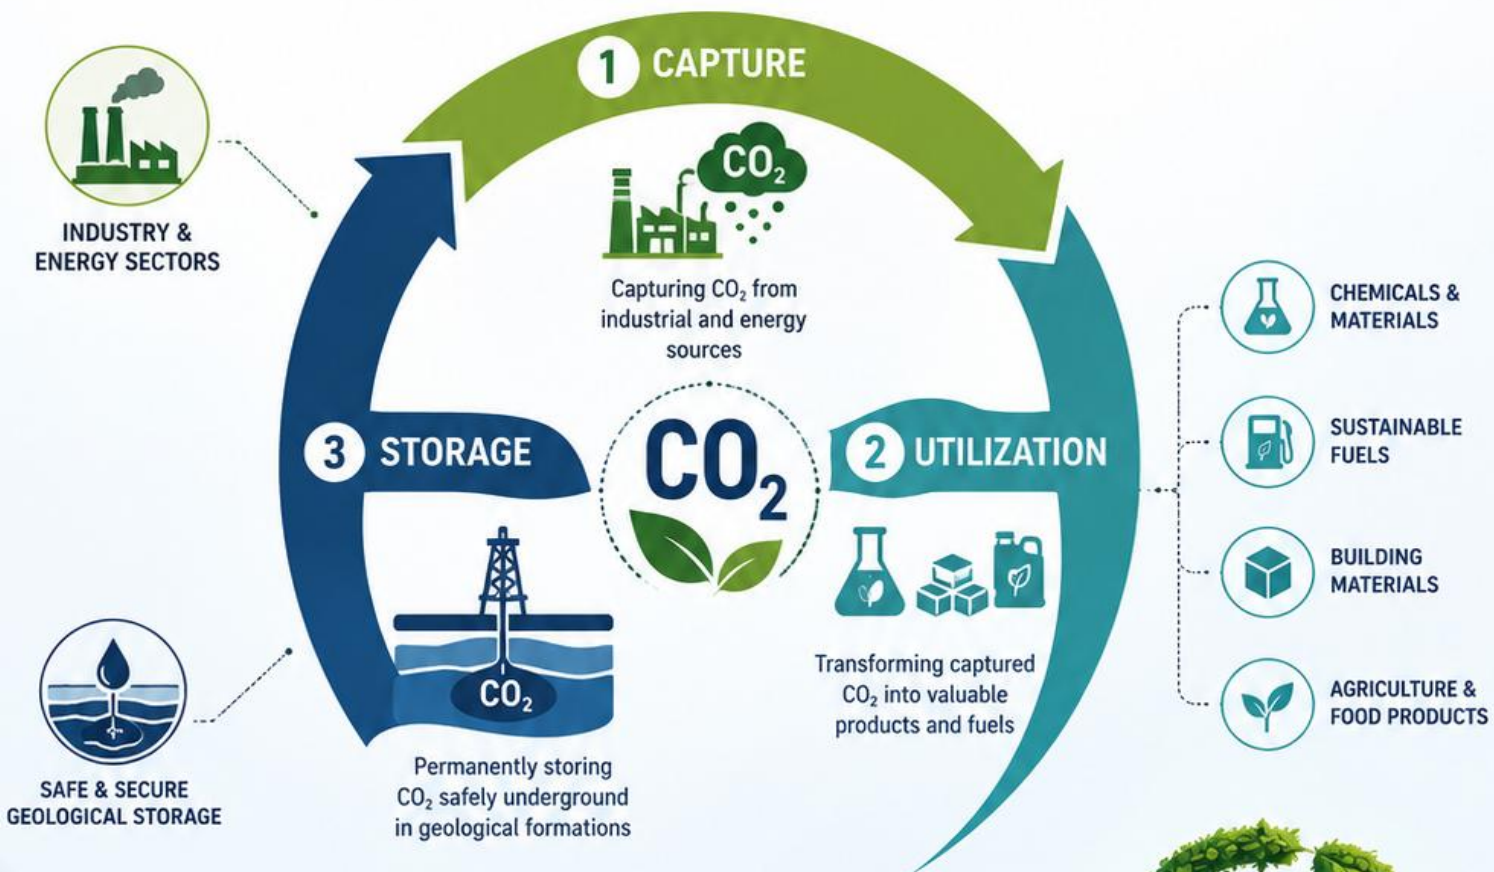 1 CAPTURE
CO₂
Capturing CO₂ from
industrial and energy
sources
INDUSTRY &
ENERGY SECTORS
CO₂
2 UTILIZATION
Transforming captured
CO₂ into valuable
products and fuels
CHEMICALS &
MATERIALS
SUSTAINABLE
FUELS
BUILDING
MATERIALS
AGRICULTURE &
FOOD PRODUCTS
3 STORAGE
CO₂
Permanently storing
CO₂ safely underground
in geological formations
SAFE & SECURE
GEOLOGICAL STORAGE